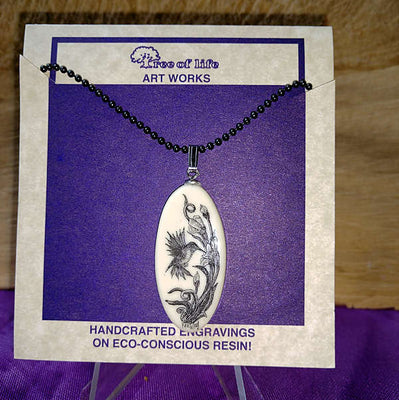 Tree of Life
ART WORKS
HANDCRAFTED ENGRAVINGS
ON ECO-CONSCIOUS RESIN!